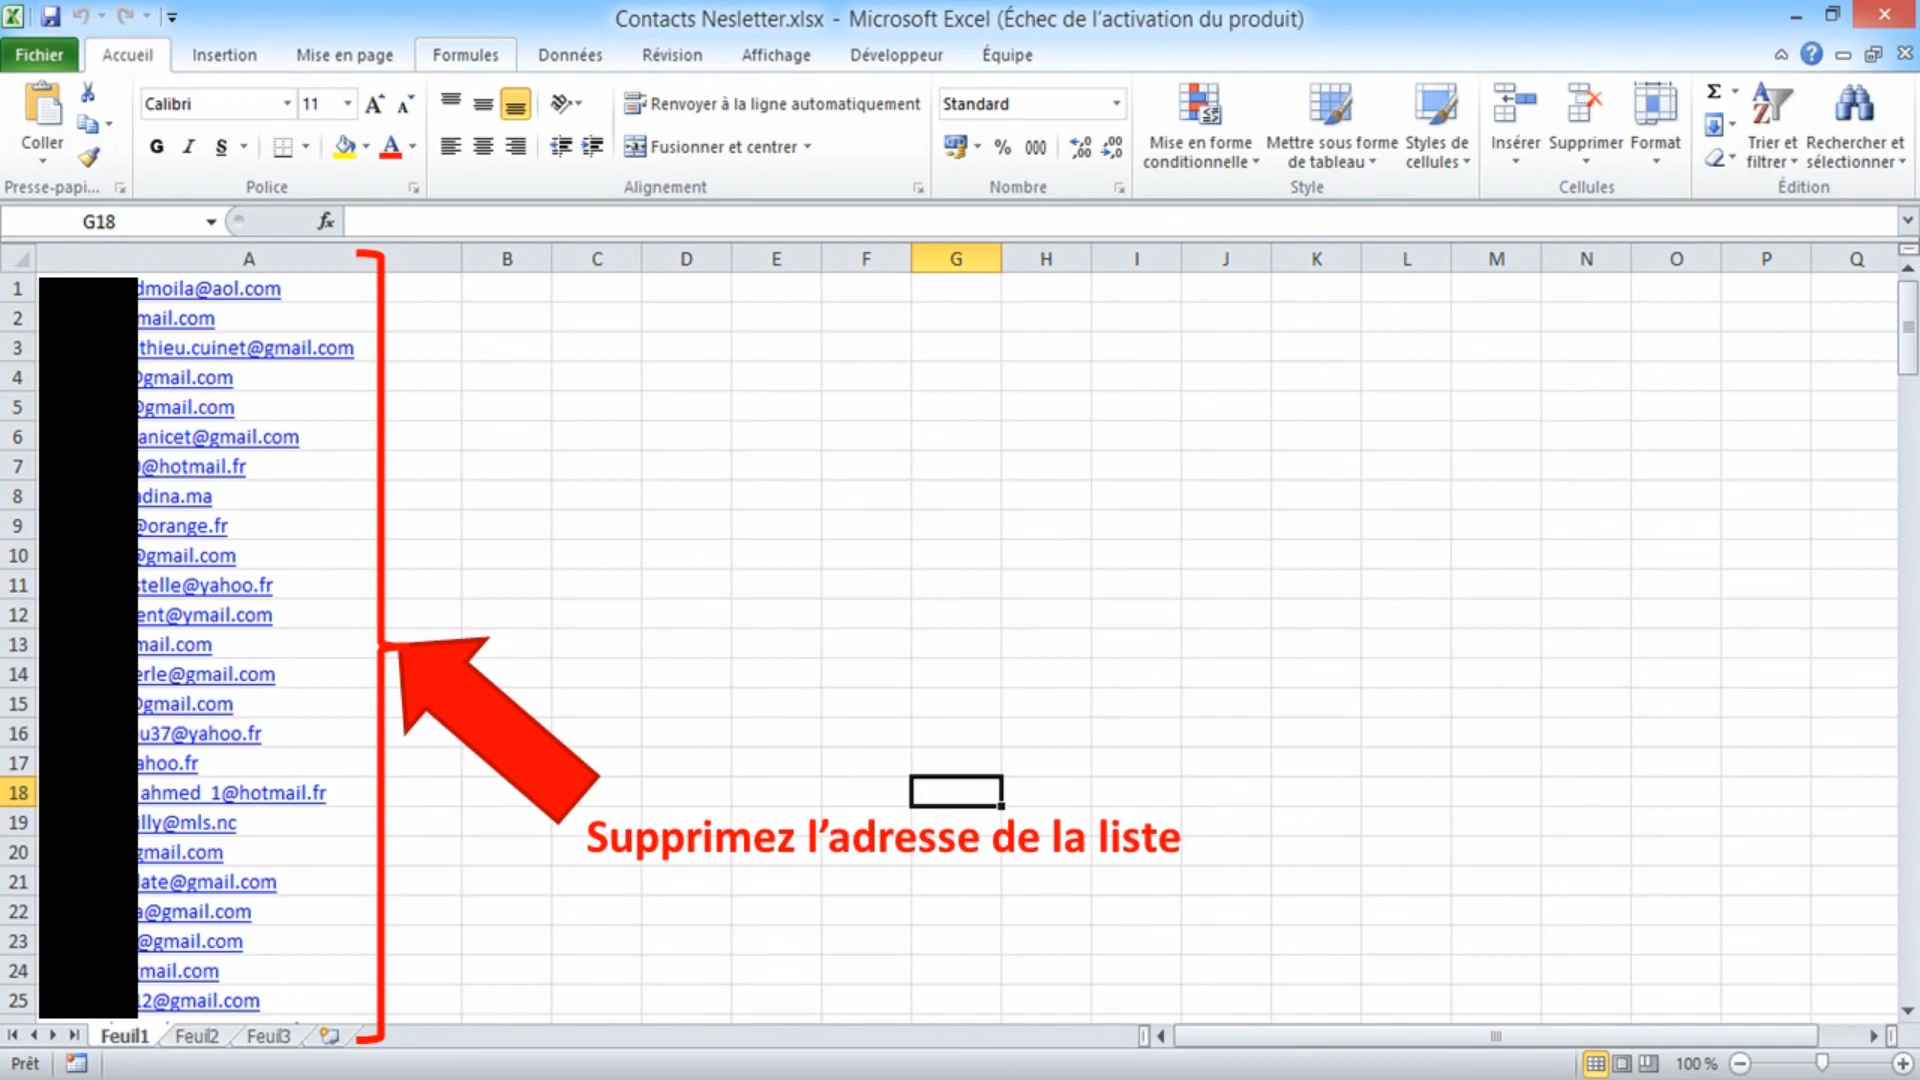 Contacts Nesletter.xlsx - Microsoft Excel (Échec de l'activation du produit)
Fichier Accueil Insertion Mise en page Formules Données Révision Affichage Développeur Équipe
Calibri 11 Renvoyer à la ligne automatiquement Standard
Coller G I S Fusionner et centrer % 000
Mise en forme conditionnelle
Mettre sous forme de tableau
Styles de cellules
Insérer Supprimer Format
Trier et filtrer
Rechercher et sélectionner
Presse-papi... Police Alignement Nombre Style Cellules Édition
G18 fx
A B C D E F G H I J K L M N O P Q
1 dmoila@aol.com
2 mail.com
3 thieu.cuinet@gmail.com
4 @gmail.com
5 @gmail.com
6 anicet@gmail.com
7 @hotmail.fr
8 adina.ma
9 @orange.fr
10 @gmail.com
11 stelle@yahoo.fr
12 ent@ymail.com
13 mail.com
14 erle@gmail.com
15 @gmail.com
16 u37@yahoo.fr
17 ahoo.fr
18 ahmed_1@hotmail.fr
19 illy@mls.nc
20 gmail.com
21 late@gmail.com
22 a@gmail.com
23 @gmail.com
24 mail.com
25 12@gmail.com
Supprimez l'adresse de la liste
Feuil1 Feuil2 Feuil3
Prêt 100 %